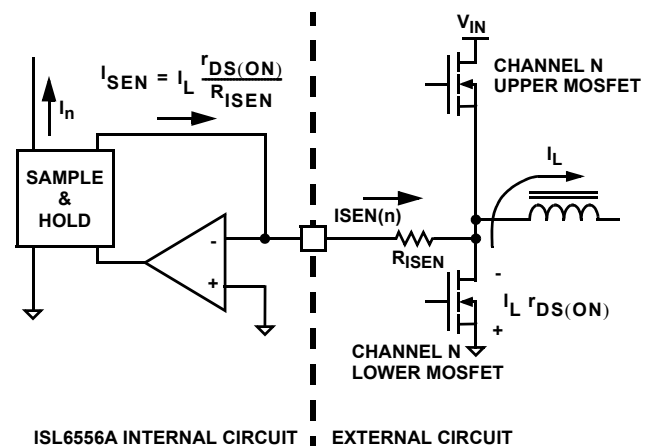 V_IN
CHANNEL N
UPPER MOSFET
I_SEN = I_L r_DS(ON) / R_ISEN
I_n
SAMPLE
&
HOLD
I_L
ISEN(n)
R_ISEN
-
+
-
I_L r_DS(ON)
+
CHANNEL N
LOWER MOSFET
ISL6556A INTERNAL CIRCUIT
EXTERNAL CIRCUIT